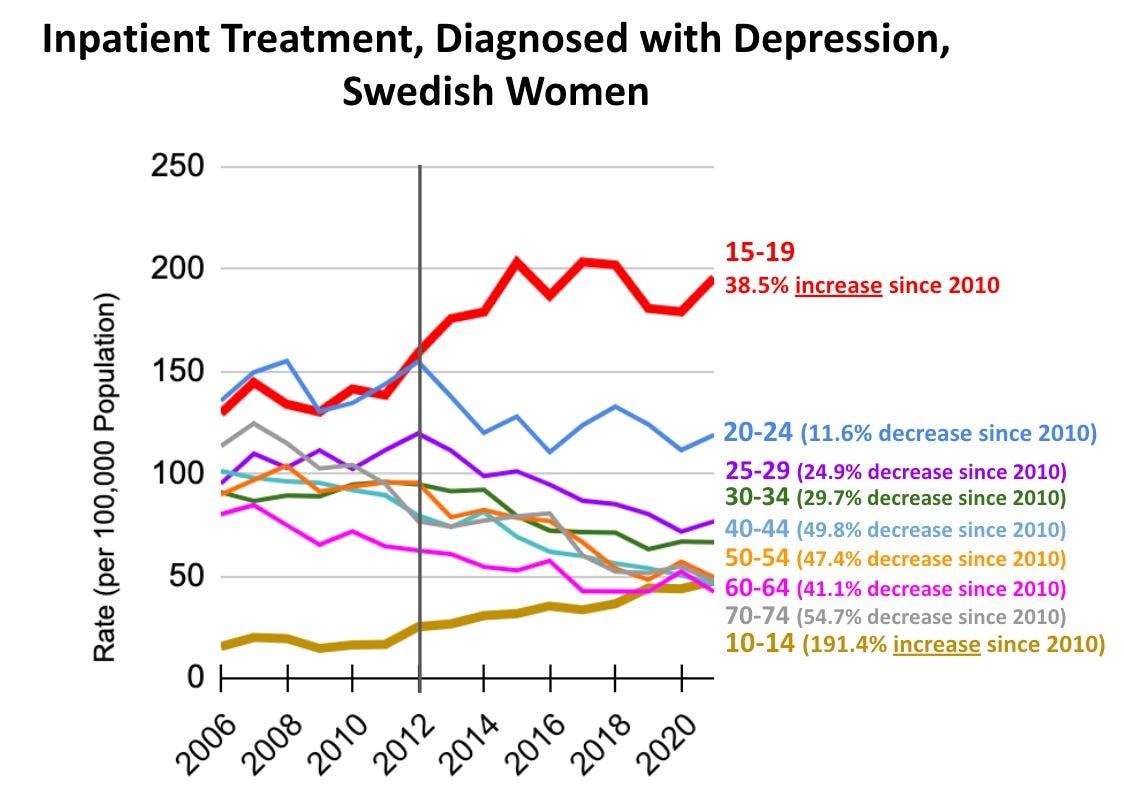 Inpatient Treatment, Diagnosed with Depression,
Swedish Women
Rate (per 100,000 Population)
250
200
150
100
50
0
2006
2008
2010
2012
2014
2016
2018
2020
15-19
38.5% increase since 2010
20-24 (11.6% decrease since 2010)
25-29 (24.9% decrease since 2010)
30-34 (29.7% decrease since 2010)
40-44 (49.8% decrease since 2010)
50-54 (47.4% decrease since 2010)
60-64 (41.1% decrease since 2010)
70-74 (54.7% decrease since 2010)
10-14 (191.4% increase since 2010)